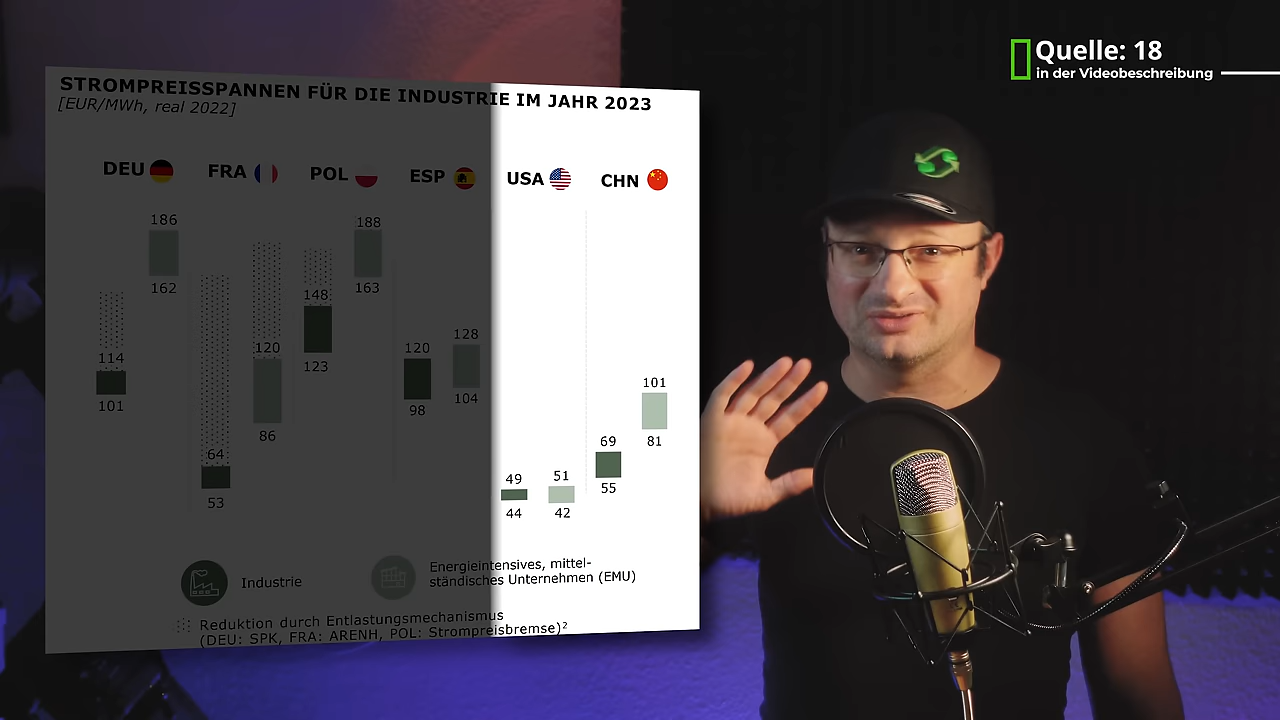 Quelle: 18
in der Videobeschreibung
STROMPREISSPANNEN FÜR DIE INDUSTRIE IM JAHR 2023
[EUR/MWh, real 2022]
DEU FRA POL ESP USA CHN
186
162
114
101
64
53
120
86
148
123
188
163
120
98
128
104
49
44
51
42
69
55
101
81
Industrie
Energieintensives, mittel-
ständisches Unternehmen (EMU)
Reduktion durch Entlastungsmechanismus
(DEU: SPK, FRA: ARENH, POL: Strompreisbremse)²